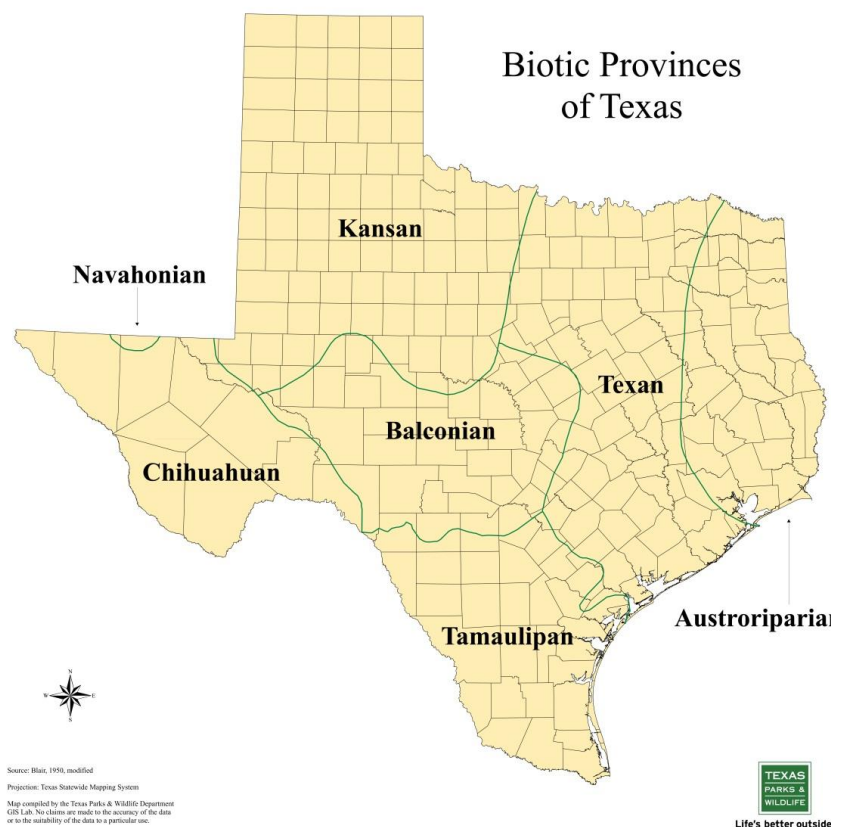 Biotic Provinces
of Texas
Kansan
Navahonian
Texan
Balconian
Chihuahuan
Austroriparian
Tamaulipan
N
W
E
S
Source: Blair, 1950, modified
Projection: Texas Statewide Mapping System
Map compiled by the Texas Parks & Wildlife Department
GIS Lab. No claims are made to the accuracy of the data
or to the suitability of the data to a particular use.
TEXAS
PARKS &
WILDLIFE
Life's better outside